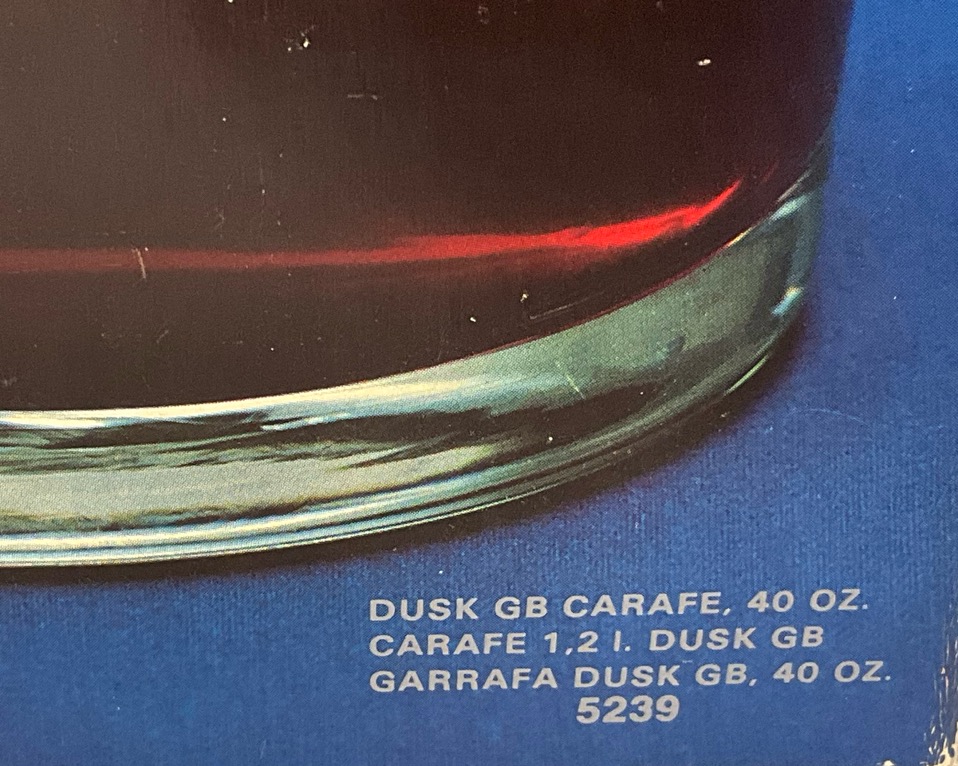 DUSK GB CARAFE, 40 OZ.
CARAFE 1,2 l. DUSK GB
GARRAFA DUSK GB, 40 OZ.
5239